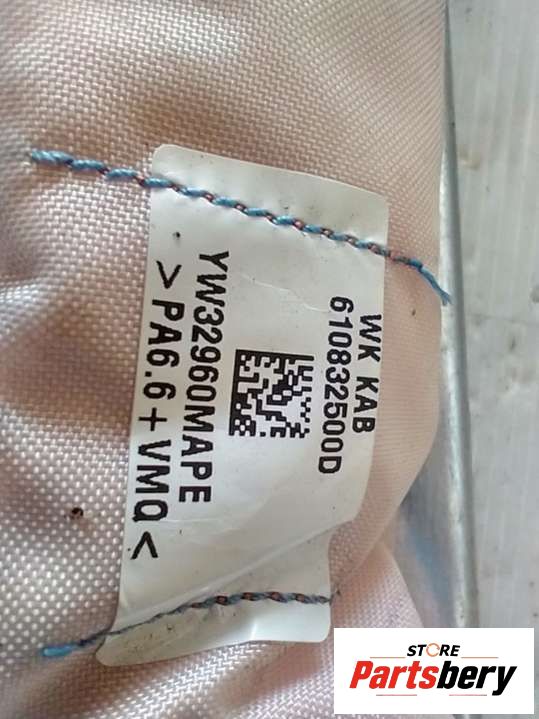 WK KAB
610832500D
YW32960MAPE
>PA6.6+VMQ<
STORE
Partsbery